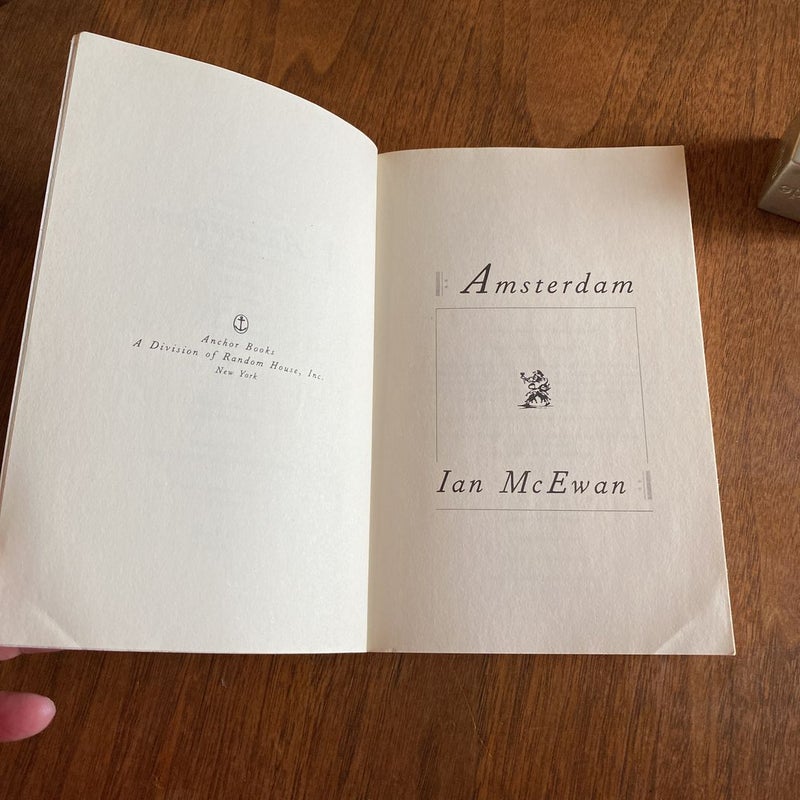 Anchor Books
A Division of Random House, Inc.
New York
Amsterdam
Ian McEwan